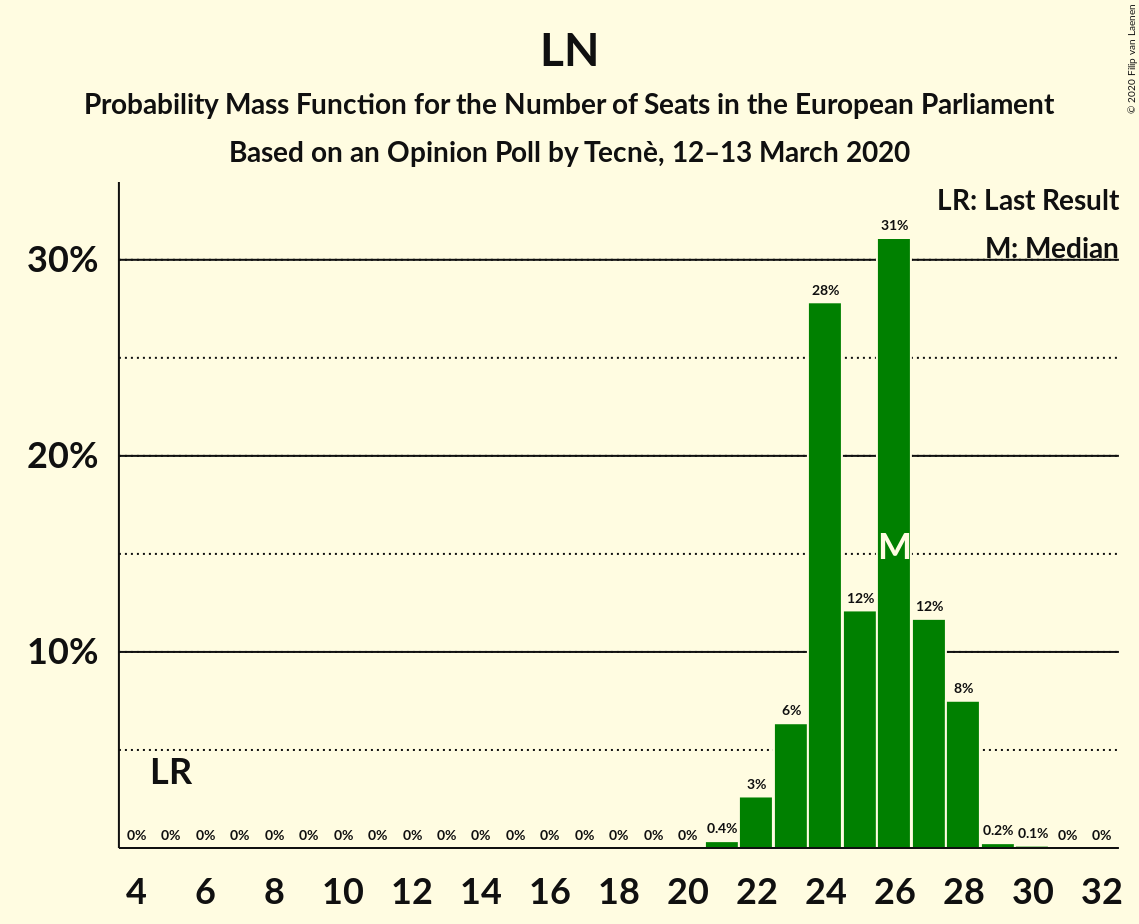 LN
Probability Mass Function for the Number of Seats in the European Parliament
Based on an Opinion Poll by Tecnè, 12–13 March 2020
© 2020 Filip van Laenen
LR: Last Result
M: Median
30%
20%
10%
31%
28%
12%
12%
8%
6%
3%
M
LR
0% 0% 0% 0% 0% 0% 0% 0% 0% 0% 0% 0% 0% 0% 0% 0% 0% 0.4% 0.2% 0.1% 0% 0%
4 6 8 10 12 14 16 18 20 22 24 26 28 30 32